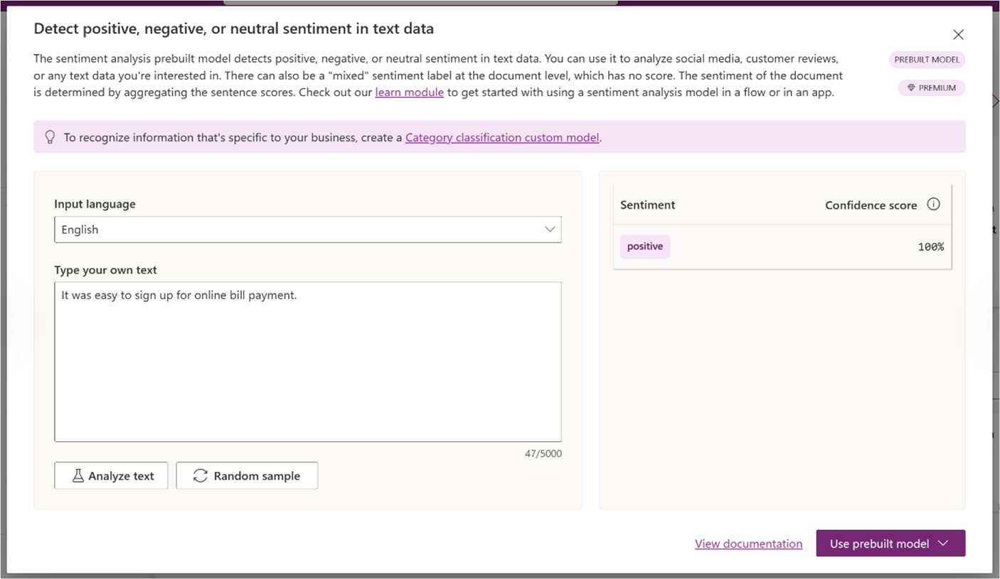 Detect positive, negative, or neutral sentiment in text data
The sentiment analysis prebuilt model detects positive, negative, or neutral sentiment in text data. You can use it to analyze social media, customer reviews,
or any text data you're interested in. There can also be a "mixed" sentiment label at the document level, which has no score. The sentiment of the document
is determined by aggregating the sentence scores. Check out our learn module to get started with using a sentiment analysis model in a flow or in an app.
PREBUILT MODEL
PREMIUM
To recognize information that's specific to your business, create a Category classification custom model.
Input language
English
Type your own text
It was easy to sign up for online bill payment.
47/5000
Analyze text
Random sample
Sentiment
Confidence score
positive
100%
View documentation
Use prebuilt model